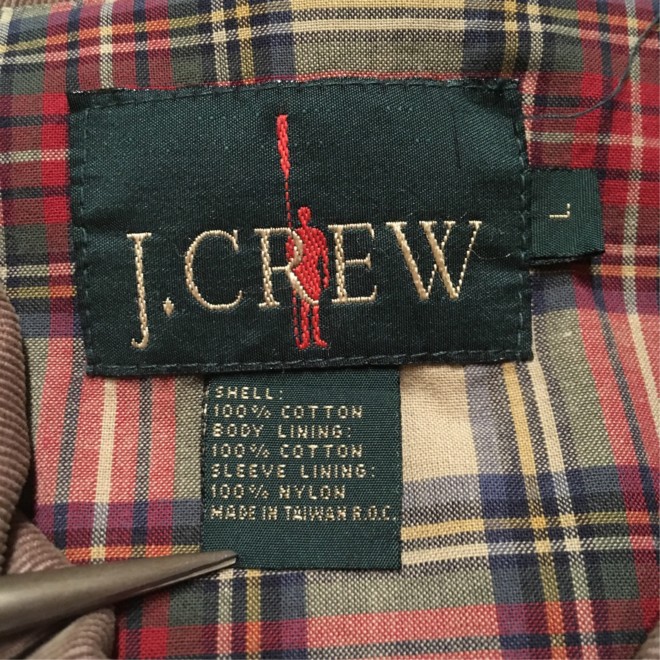 J.CREW
L
SHELL:
100% COTTON
BODY LINING:
100% COTTON
SLEEVE LINING:
100% NYLON
MADE IN TAIWAN R.O.C.